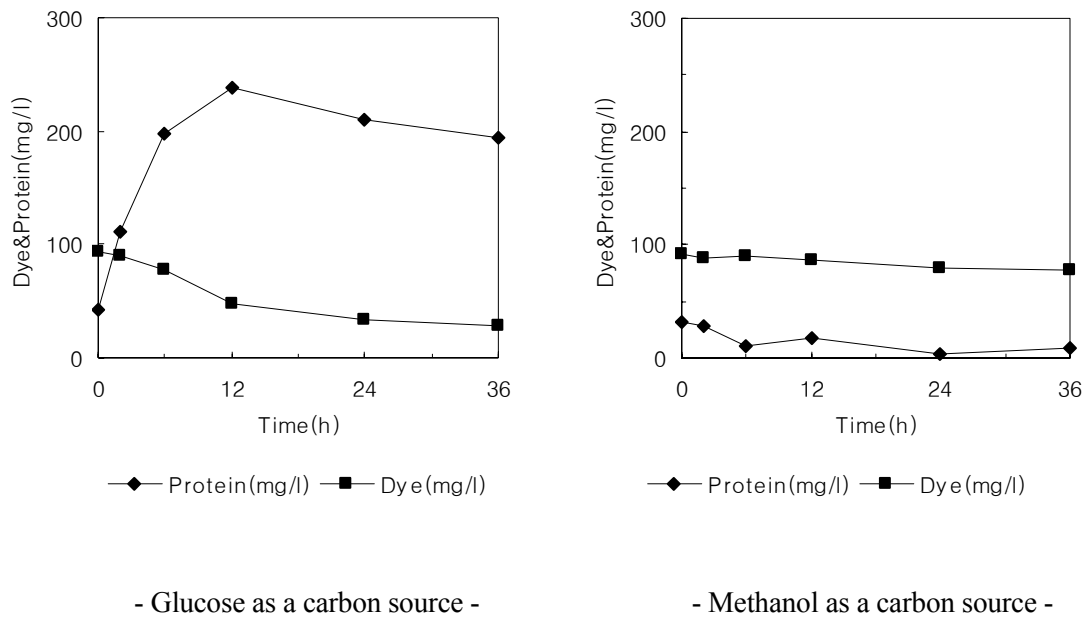 Dye&Protein(mg/l)
300
200
100
0
0 12 24 36
Time(h)
Protein(mg/l) Dye(mg/l)
- Glucose as a carbon source -
Dye&Protein(mg/l)
300
200
100
0
0 12 24 36
Time(h)
Protein(mg/l) Dye(mg/l)
- Methanol as a carbon source -